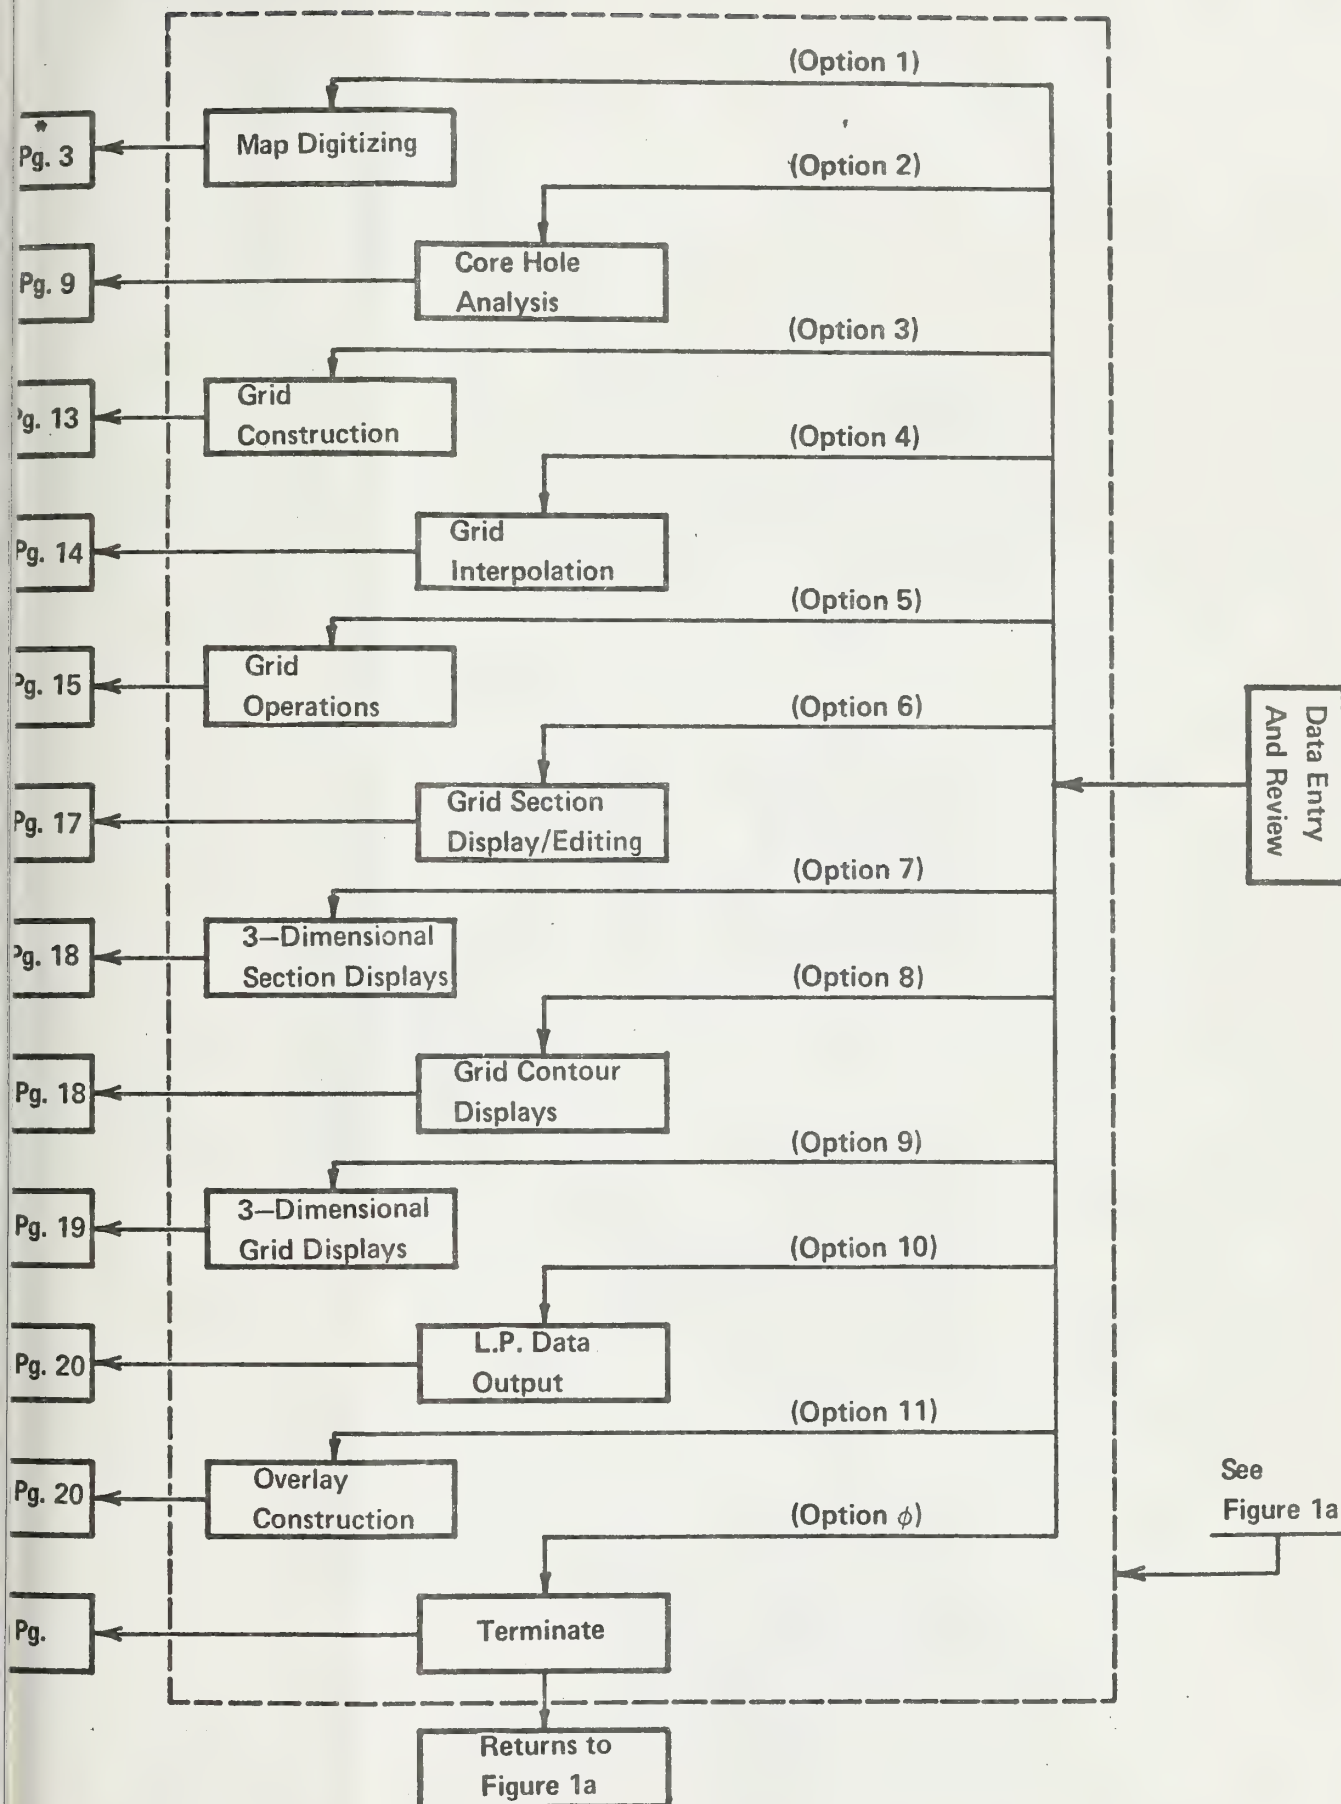 (Option 1)
*
Pg. 3
Map Digitizing
(Option 2)
Pg. 9
Core Hole
Analysis
(Option 3)
Pg. 13
Grid
Construction
(Option 4)
Pg. 14
Grid
Interpolation
(Option 5)
Pg. 15
Grid
Operations
(Option 6)
Data Entry
And Review
Pg. 17
Grid Section
Display/Editing
(Option 7)
Pg. 18
3—Dimensional
Section Displays
(Option 8)
Pg. 18
Grid Contour
Displays
(Option 9)
Pg. 19
3—Dimensional
Grid Displays
(Option 10)
Pg. 20
L.P. Data
Output
(Option 11)
Pg. 20
Overlay
Construction
See
Figure 1a
(Option ϕ)
Pg.
Terminate
Returns to
Figure 1a